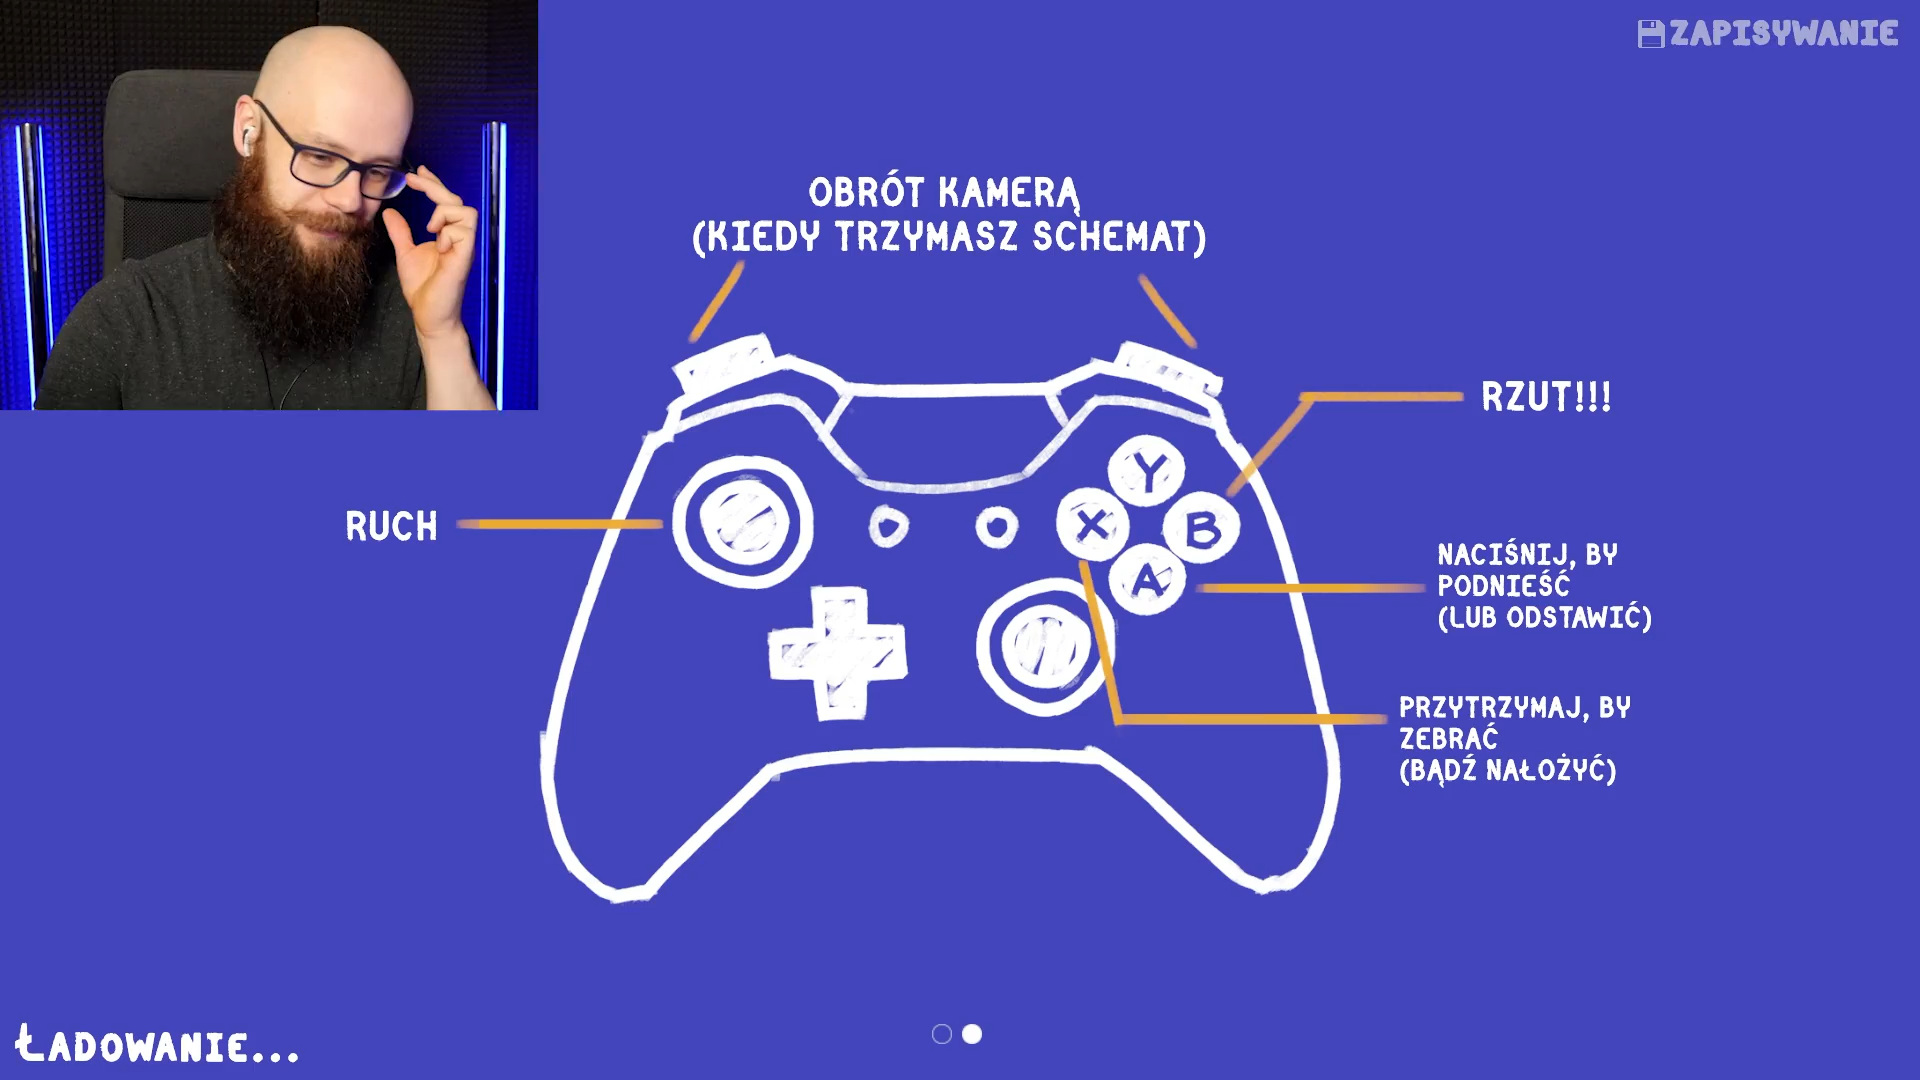 ZAPISYWANIE
OBRÓT KAMERĄ
(KIEDY TRZYMASZ SCHEMAT)
RZUT!!!
RUCH
Y
X
B
A
NACIŚNIJ, BY
PODNIEŚĆ
(LUB ODSTAWIĆ)
PRZYTRZYMAJ, BY
ZEBRAĆ
(BĄDŹ NAŁOŻYĆ)
ŁADOWANIE...